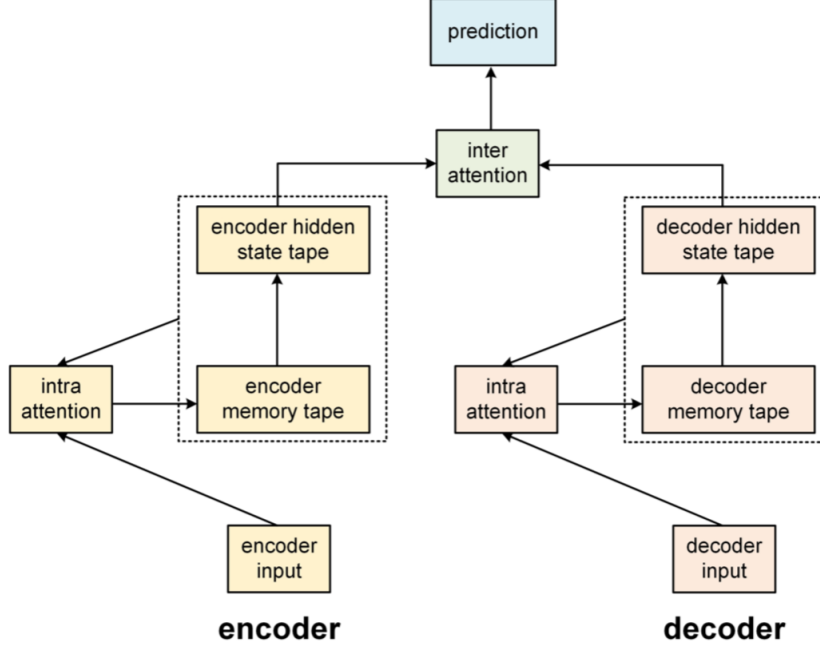 prediction
inter
attention
encoder hidden
state tape
decoder hidden
state tape
intra
attention
encoder
memory tape
intra
attention
decoder
memory tape
encoder
input
decoder
input
encoder
decoder